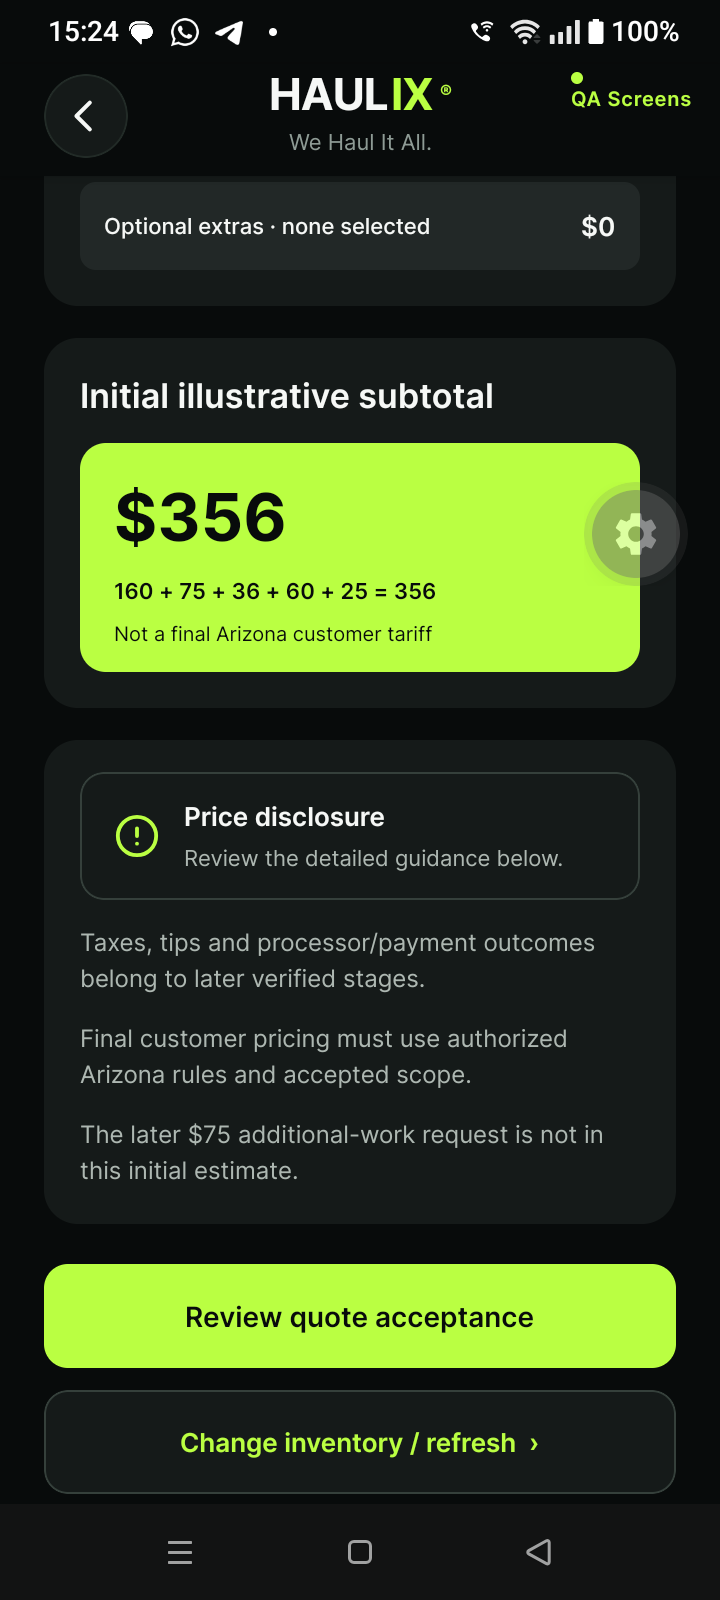 15:24
100%
HAULIX ®
QA Screens
We Haul It All.
Optional extras · none selected
$0
Initial illustrative subtotal
$356
160 + 75 + 36 + 60 + 25 = 356
Not a final Arizona customer tariff
Price disclosure
Review the detailed guidance below.
Taxes, tips and processor/payment outcomes
belong to later verified stages.
Final customer pricing must use authorized
Arizona rules and accepted scope.
The later $75 additional-work request is not in
this initial estimate.
Review quote acceptance
Change inventory / refresh ›